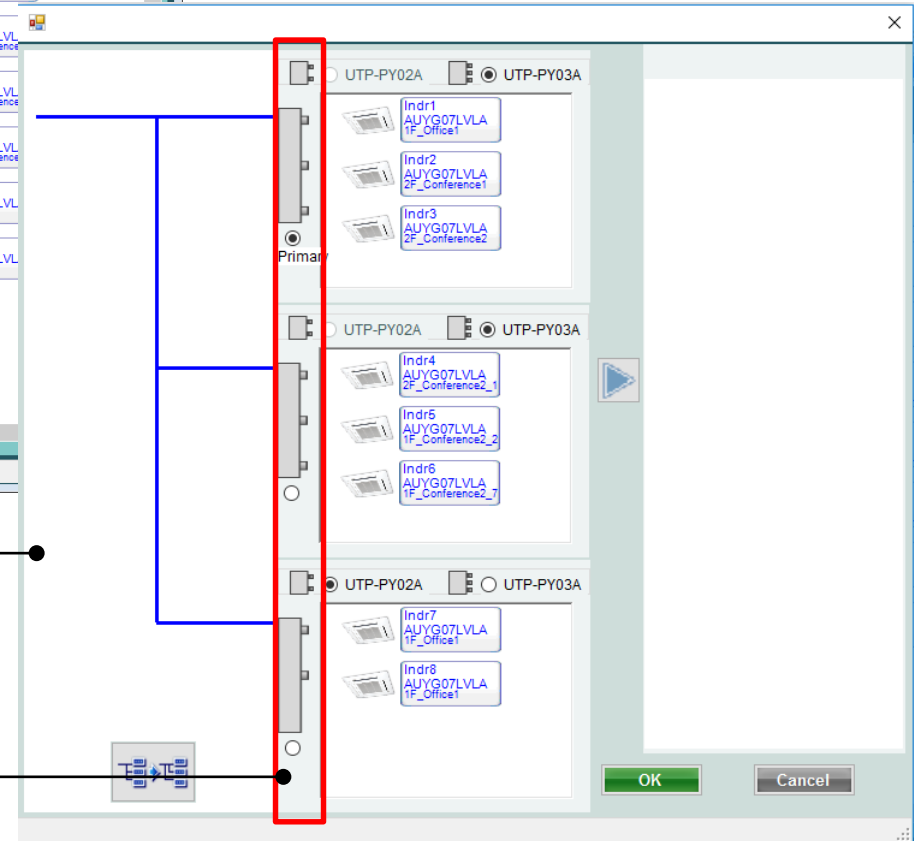 UTP-PY02A UTP-PY03A
Indr1
AUYG07LVLA
1F_Office1
Indr2
AUYG07LVLA
2F_Conference1
Indr3
AUYG07LVLA
2F_Conference2
Primary
UTP-PY02A UTP-PY03A
Indr4
AUYG07LVLA
2F_Conference2_1
Indr5
AUYG07LVLA
1F_Conference2_2
Indr6
AUYG07LVLA
1F_Conference2_7
UTP-PY02A UTP-PY03A
Indr7
AUYG07LVLA
1F_Office1
Indr8
AUYG07LVLA
1F_Office1
OK Cancel